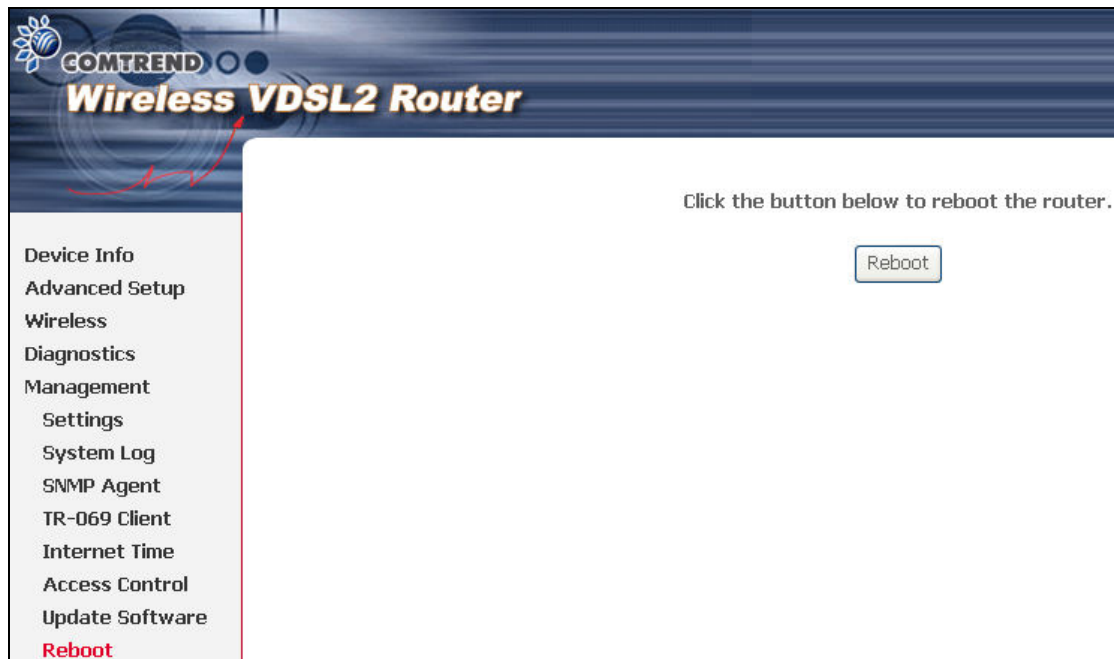 COMTREND
Wireless VDSL2 Router
Click the button below to reboot the router.
Reboot
Device Info
Advanced Setup
Wireless
Diagnostics
Management
Settings
System Log
SNMP Agent
TR-069 Client
Internet Time
Access Control
Update Software
Reboot